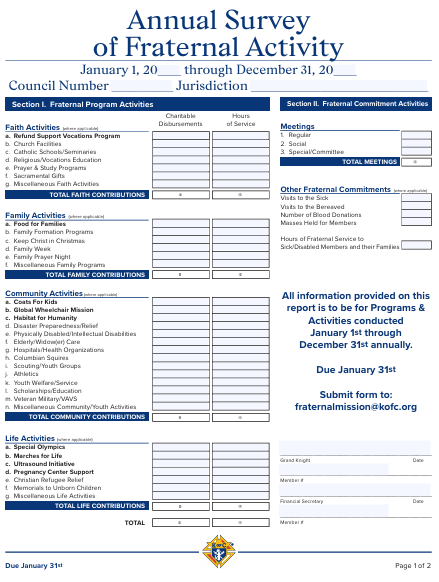 Annual Survey
of Fraternal Activity
January 1, 20___ through December 31, 20___
Council Number ________ Jurisdiction ________
Section I. Fraternal Program Activities
Charitable Disbursements
Hours of Service
Faith Activities (where applicable)
a. Refund Support Vocations Program
b. Church Facilities
c. Catholic Schools/Seminaries
d. Religious/Vocations Education
e. Prayer & Study Programs
f. Sacramental Gifts
g. Miscellaneous Faith Activities
TOTAL FAITH CONTRIBUTIONS 0 0
Family Activities (where applicable)
a. Food for Families
b. Family Formation Programs
c. Keep Christ in Christmas
d. Family Week
e. Family Prayer Night
f. Miscellaneous Family Programs
TOTAL FAMILY CONTRIBUTIONS 0 0
Community Activities (where applicable)
a. Coats For Kids
b. Global Wheelchair Mission
c. Habitat for Humanity
d. Disaster Preparedness/Relief
e. Physically Disabled/Intellectual Disabilities
f. Elderly/Widow(er) Care
g. Hospitals/Health Organizations
h. Columbian Squires
i. Scouting/Youth Groups
j. Athletics
k. Youth Welfare/Service
l. Scholarships/Education
m. Veteran Military/VAVS
n. Miscellaneous Community/Youth Activities
TOTAL COMMUNITY CONTRIBUTIONS 0 0
Life Activities (where applicable)
a. Special Olympics
b. Marches for Life
c. Ultrasound Initiative
d. Pregnancy Center Support
e. Christian Refugee Relief
f. Memorials to Unborn Children
g. Miscellaneous Life Activities
TOTAL LIFE CONTRIBUTIONS 0 0
TOTAL 0 0
Section II. Fraternal Commitment Activities
Meetings
1. Regular
2. Social
3. Special/Committee
TOTAL MEETINGS 0
Other Fraternal Commitments (where applicable)
Visits to the Sick
Visits to the Bereaved
Number of Blood Donations
Masses Held for Members
Hours of Fraternal Service to
Sick/Disabled Members and their Families
All information provided on
this report is to be for Programs &
Activities conducted
January 1st through
December 31st annually.
Due January 31st
Submit form to:
fraternalmission@kofc.org
Grand Knight Date
Member #
Financial Secretary Date
Member #
Due January 31st
Page 1 of 2